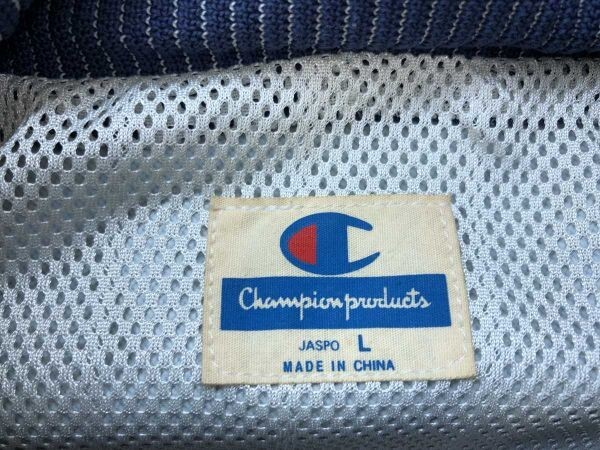 Champion products
JASPO L
MADE IN CHINA